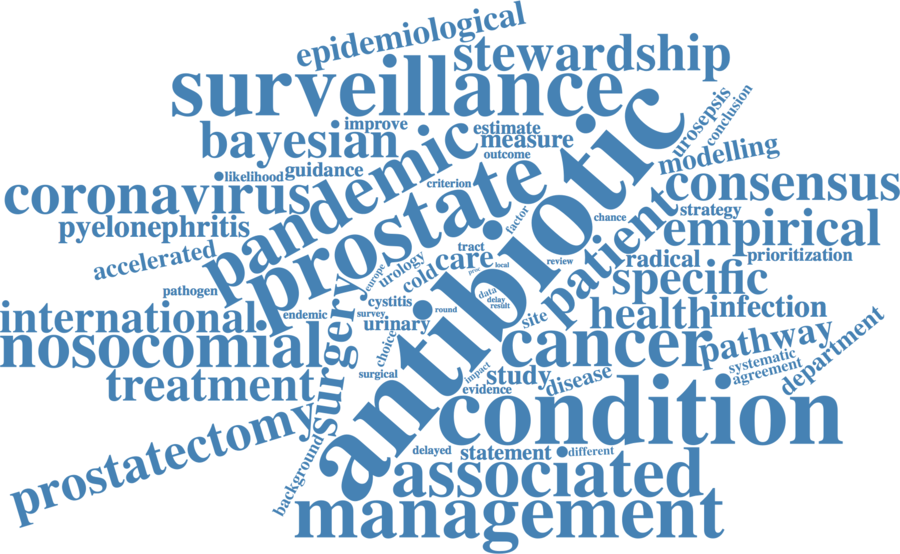 epidemiological
stewardship
surveillance
urosepsis
conclusion
bayesian
improve
estimate
measure
outcome
pandemic
antibiotic
modelling
likelihood
guidance
criterion
prostate
coronavirus
consensus
strategy
patient
factor
chance
pyelonephritis
empirical
accelerated
tract
care
urology
europe
cold
proc
local
review
radical
prioritization
specific
pathogen
cystitis
data
delay
result
international
endemic
survey
round
urinary
site
health
infection
surgery
nosocomial
choice
cancer
pathway
department
systematic
agreement
treatment
surgical
impact
study
evidence
disease
condition
prostatectomy
background
delayed
statement
different
associated
management